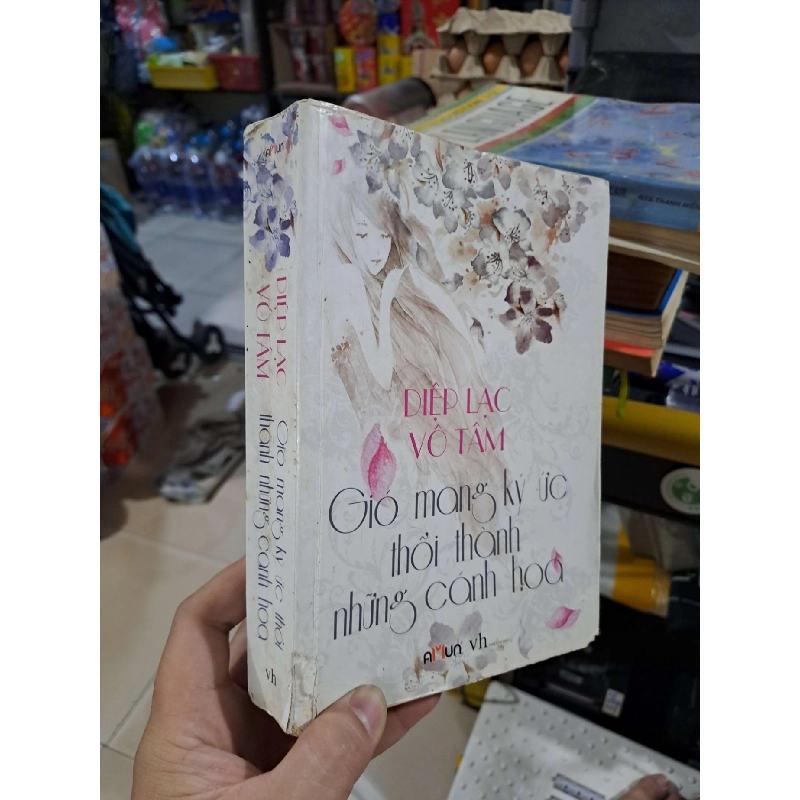 DIỆP LẠC
VÔ TÂM
Gió mang ký ức
thổi thành
những cánh hoa
AMUN vh
AMUN
DIỆP LẠC
VÔ TÂM
Gió mang ký ức thổi
thành những cánh hoa
vh